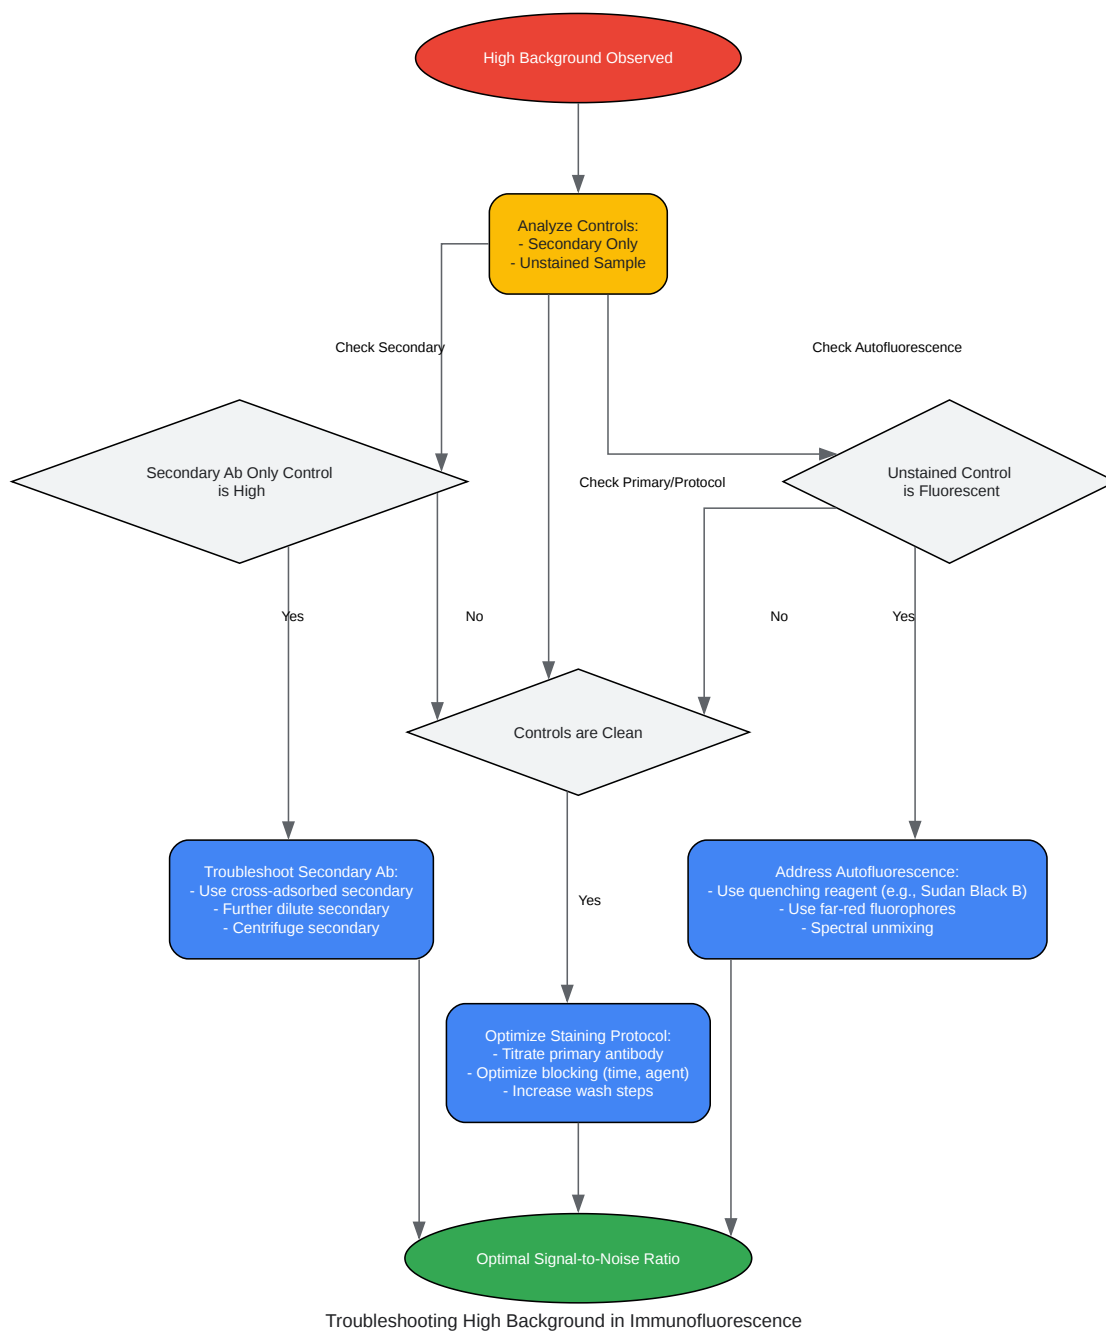 High Background Observed
Analyze Controls:
- Secondary Only
- Unstained Sample
Check Secondary
Check Autofluorescence
Secondary Ab Only Control
is High
Check Primary/Protocol
Unstained Control
is Fluorescent
Yes
No
No
Yes
Controls are Clean
Troubleshoot Secondary Ab:
- Use cross-adsorbed secondary
- Further dilute secondary
- Centrifuge secondary
Yes
Address Autofluorescence:
- Use quenching reagent (e.g., Sudan Black B)
- Use far-red fluorophores
- Spectral unmixing
Optimize Staining Protocol:
- Titrate primary antibody
- Optimize blocking (time, agent)
- Increase wash steps
Optimal Signal-to-Noise Ratio
Troubleshooting High Background in Immunofluorescence